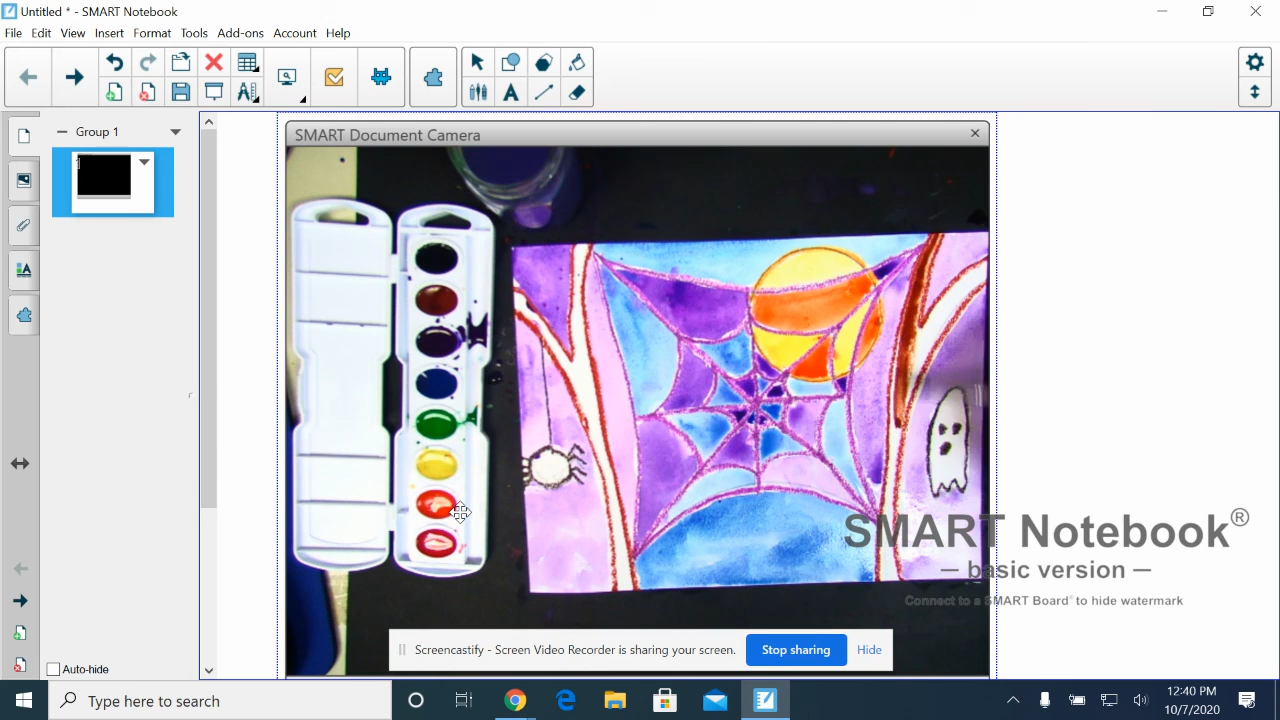 Untitled * - SMART Notebook
File Edit View Insert Format Tools Add-ons Account Help
Group 1
SMART Document Camera
1
SMART Notebook®
— basic version —
Connect to a SMART Board® to hide watermark
Screencastify - Screen Video Recorder is sharing your screen. Stop sharing Hide
Auto-hide
Type here to search
12:40 PM
10/7/2020